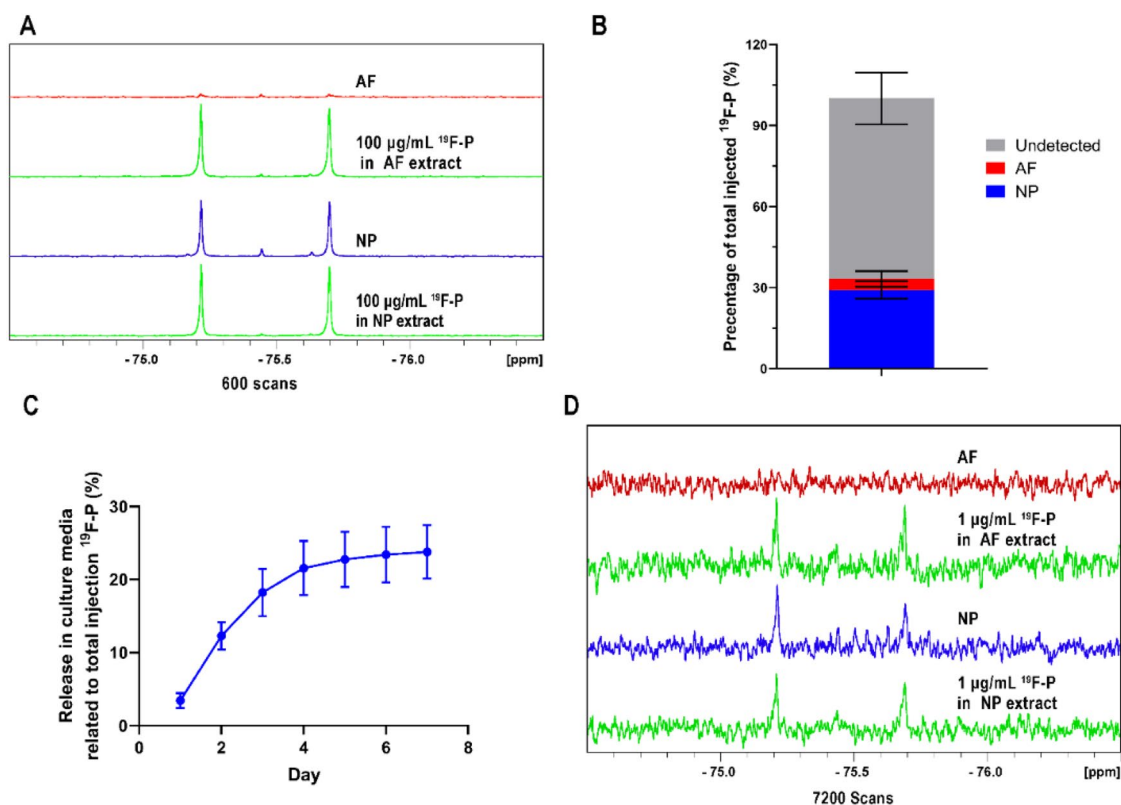 A
AF
100 µg/mL ¹⁹F-P
in AF extract
NP
100 µg/mL ¹⁹F-P
in NP extract
- 75.0 - 75.5 - 76.0 [ppm]
600 scans
B
Precentage of total injected ¹⁹F-P (%)
120
90
60
30
0
Undetected
AF
NP
C
Release in culture media
related to total injection ¹⁹F-P (%)
30
20
10
0
0 2 4 6 8
Day
D
AF
1 µg/mL ¹⁹F-P
in AF extract
NP
1 µg/mL ¹⁹F-P
in NP extract
- 75.0 - 75.5 - 76.0 [ppm]
7200 Scans